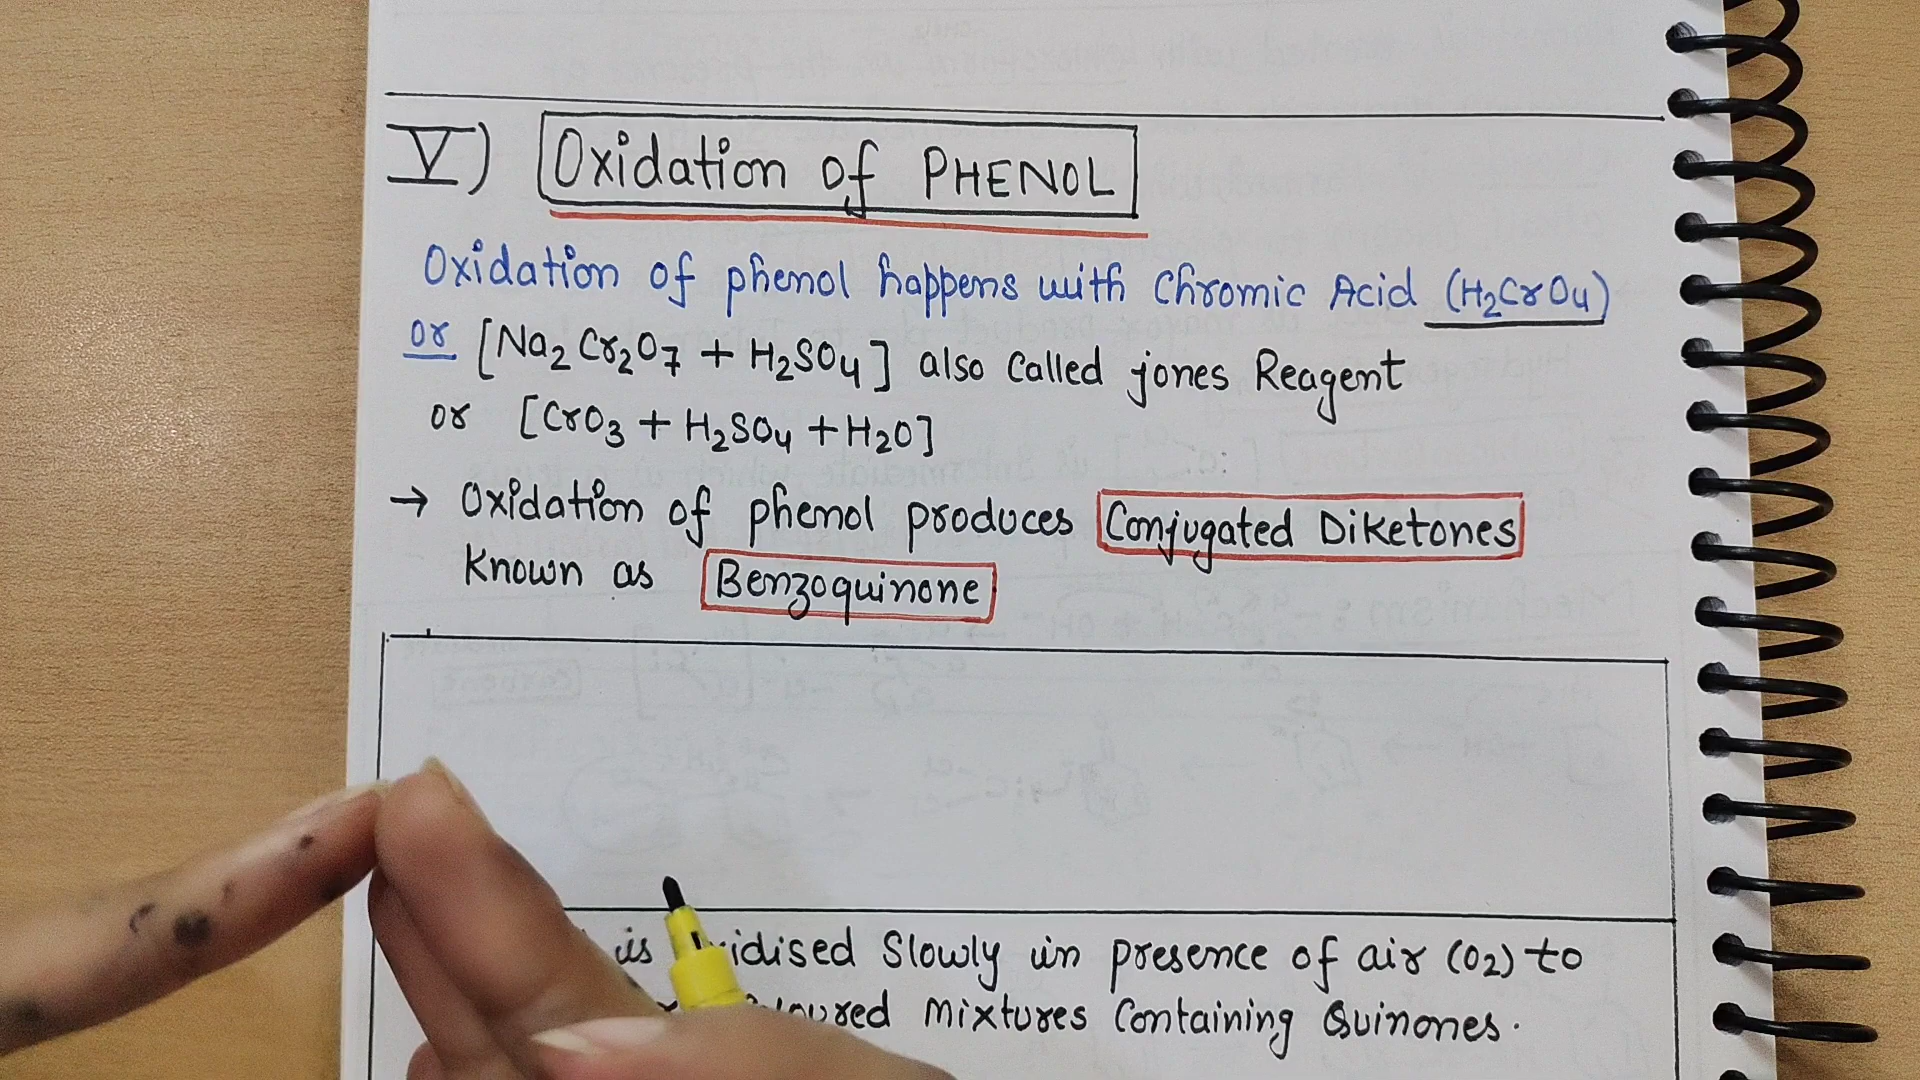 V) Oxidation of PHENOL
Oxidation of phenol happens with Chromic Acid (H₂CrO₄)
or [Na₂Cr₂O₇ + H₂SO₄] also called jones Reagent
or [CrO₃ + H₂SO₄ + H₂O]
→ Oxidation of phenol produces Conjugated Diketones
Known as Benzoquinone
is Slowly in presence of air (O₂) to
Mixtures Containing Quinones.